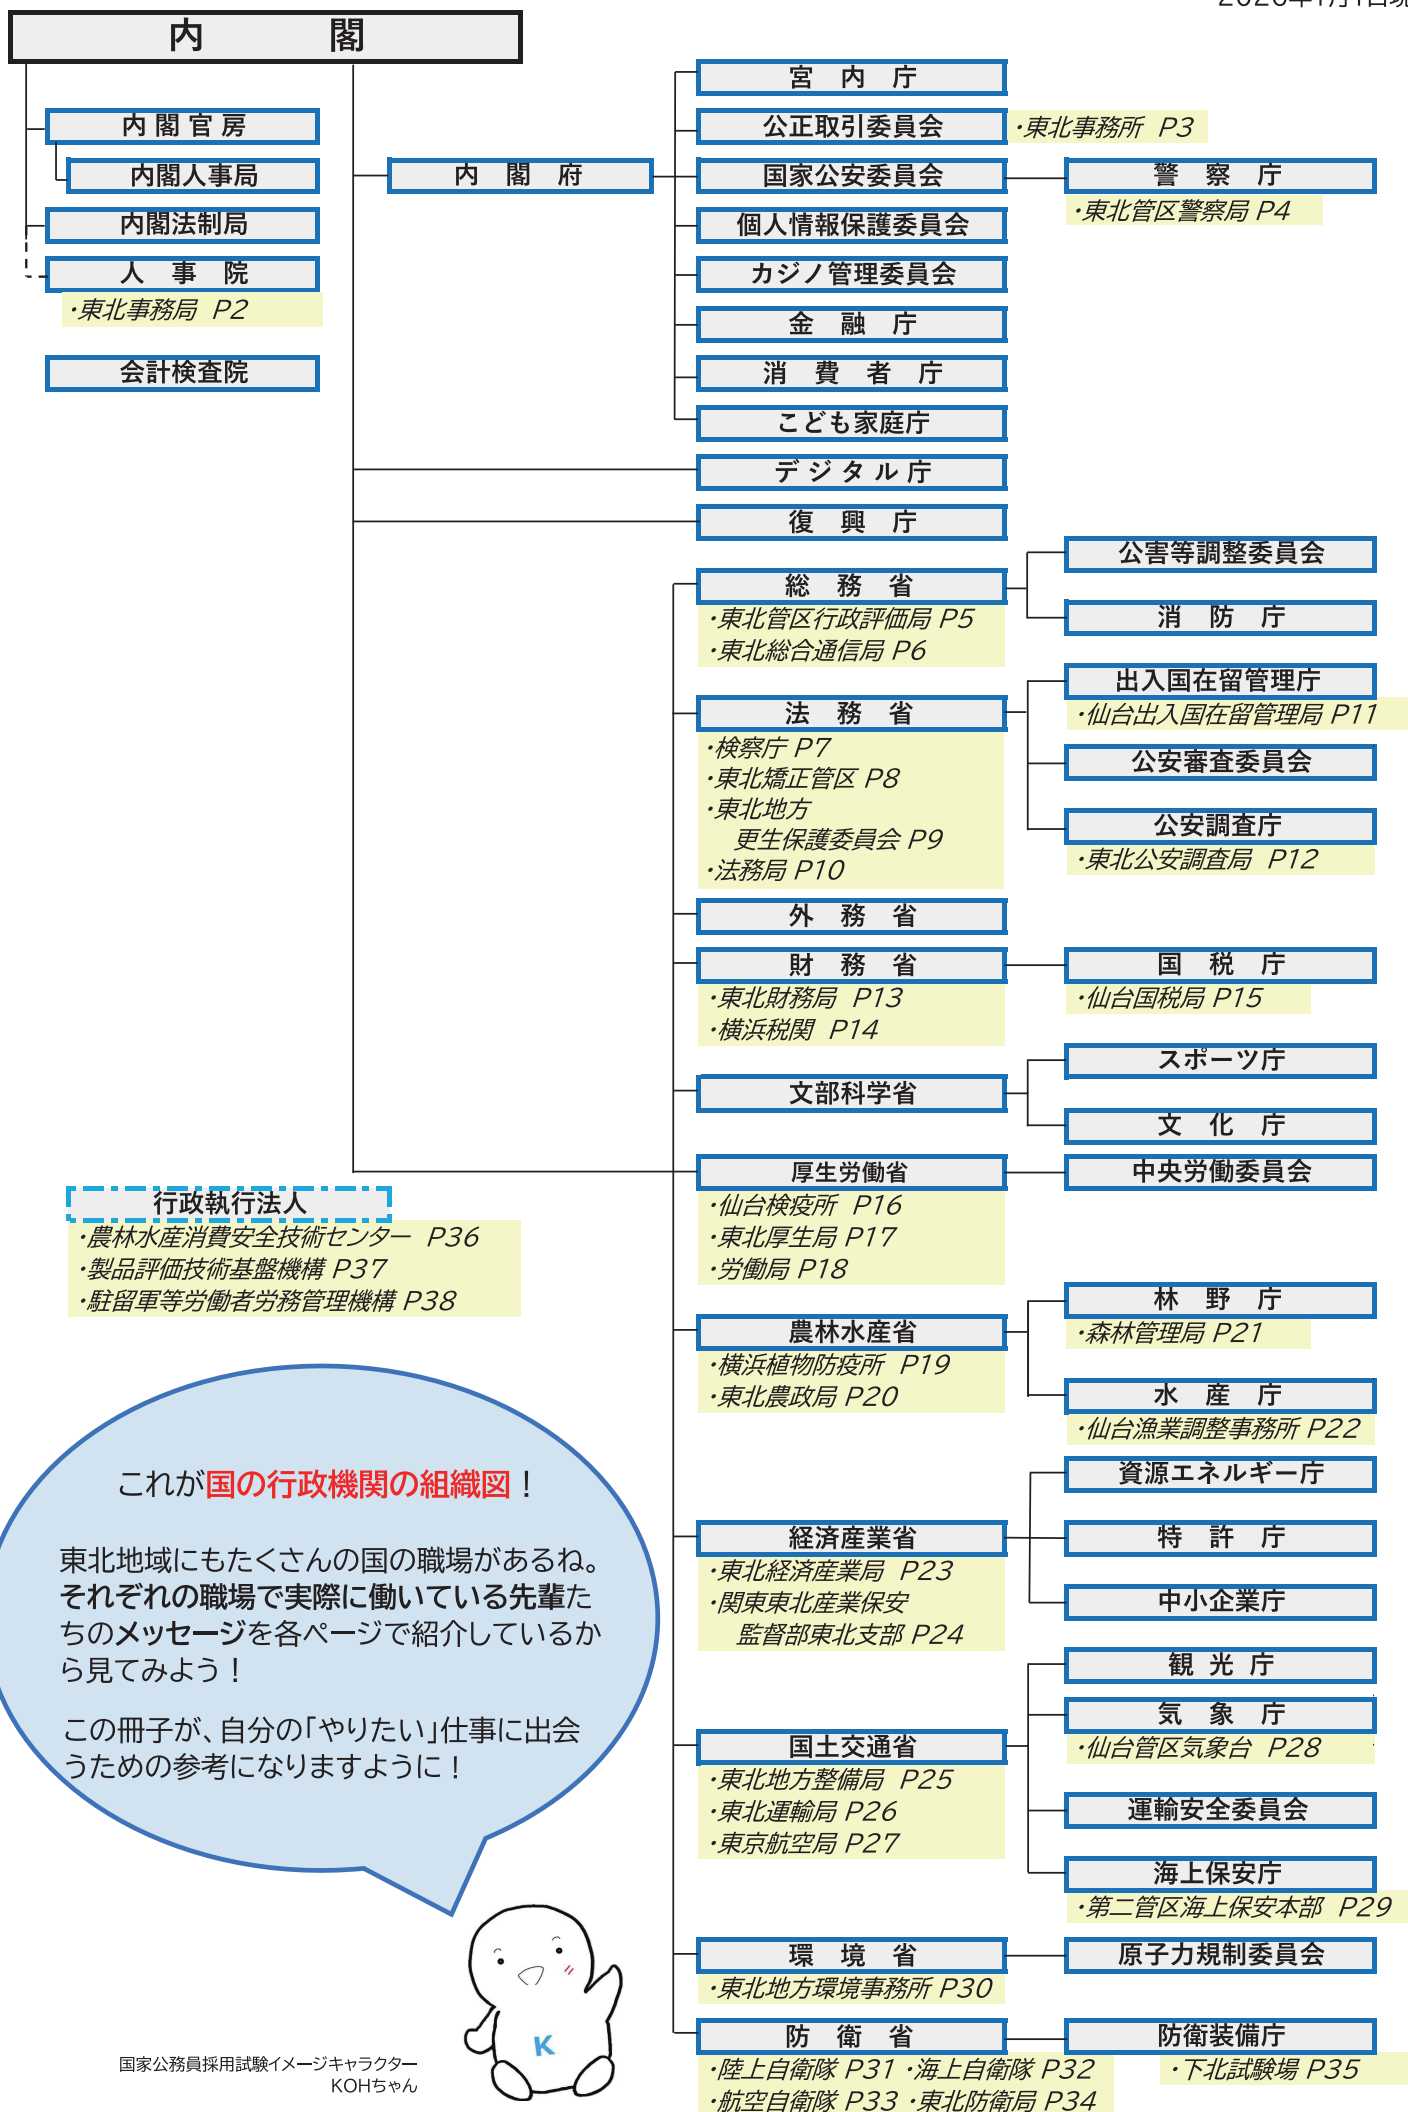 内　閣
内閣官房
内閣人事局
内閣法制局
人　事　院
・東北事務局 P2
会計検査院
内　閣　府
宮　内　庁
公正取引委員会
・東北事務所 P3
国家公安委員会
警　察　庁
・東北管区警察局 P4
個人情報保護委員会
カジノ管理委員会
金　融　庁
消　費　者　庁
こども家庭庁
デジタル庁
復　興　庁
総　務　省
・東北管区行政評価局 P5
・東北総合通信局 P6
公害等調整委員会
消　防　庁
法　務　省
・検察庁 P7
・東北矯正管区 P8
・東北地方
更生保護委員会 P9
・法務局 P10
出入国在留管理庁
・仙台出入国在留管理局 P11
公安審査委員会
公安調査庁
・東北公安調査局 P12
外　務　省
財　務　省
・東北財務局 P13
・横浜税関 P14
国　税　庁
・仙台国税局 P15
文部科学省
スポーツ庁
文　化　庁
厚生労働省
・仙台検疫所 P16
・東北厚生局 P17
・労働局 P18
中央労働委員会
行政執行法人
・農林水産消費安全技術センター P36
・製品評価技術基盤機構 P37
・駐留軍等労働者労務管理機構 P38
農林水産省
・横浜植物防疫所 P19
・東北農政局 P20
林　野　庁
・森林管理局 P21
水　産　庁
・仙台漁業調整事務所 P22
経済産業省
・東北経済産業局 P23
・関東東北産業保安
監督部東北支部 P24
資源エネルギー庁
特　許　庁
中小企業庁
国土交通省
・東北地方整備局 P25
・東北運輸局 P26
・東京航空局 P27
観光庁
気　象　庁
・仙台管区気象台 P28
運輸安全委員会
海上保安庁
・第二管区海上保安本部 P29
環　境　省
・東北地方環境事務所 P30
原子力規制委員会
防　衛　省
・陸上自衛隊 P31 ・海上自衛隊 P32
・航空自衛隊 P33 ・東北防衛局 P34
防衛装備庁
・下北試験場 P35
これが国の行政機関の組織図！
東北地域にもたくさんの国の職場があるね。
それぞれの職場で実際に働いている先輩た
ちのメッセージを各ページで紹介しているか
ら見てみよう！
この冊子が、自分の「やりたい」仕事に出会
うための参考になりますように！
K
国家公務員採用試験イメージキャラクター
KOHちゃん